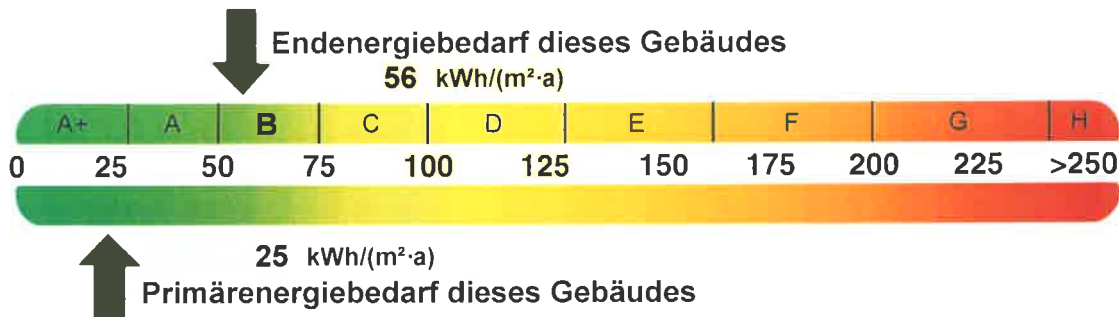 Endenergiebedarf dieses Gebäudes
56 kWh/(m²·a)
A+ A B C D E F G H
0 25 50 75 100 125 150 175 200 225 >250
25 kWh/(m²·a)
Primärenergiebedarf dieses Gebäudes